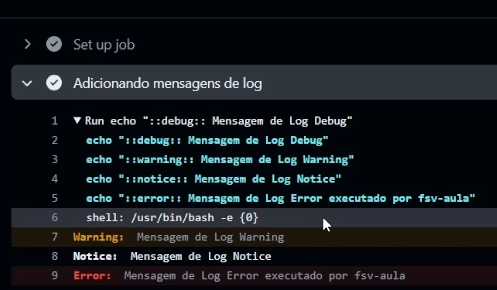 Set up job
Adicionando mensagens de log
1 ▼ Run echo "::debug:: Mensagem de Log Debug"
2 echo "::debug:: Mensagem de Log Debug"
3 echo "::warning:: Mensagem de Log Warning"
4 echo "::notice:: Mensagem de Log Notice"
5 echo "::error:: Mensagem de Log Error executado por fsv-aula"
6 shell: /usr/bin/bash -e {0}
7 Warning: Mensagem de Log Warning
8 Notice: Mensagem de Log Notice
9 Error: Mensagem de Log Error executado por fsv-aula